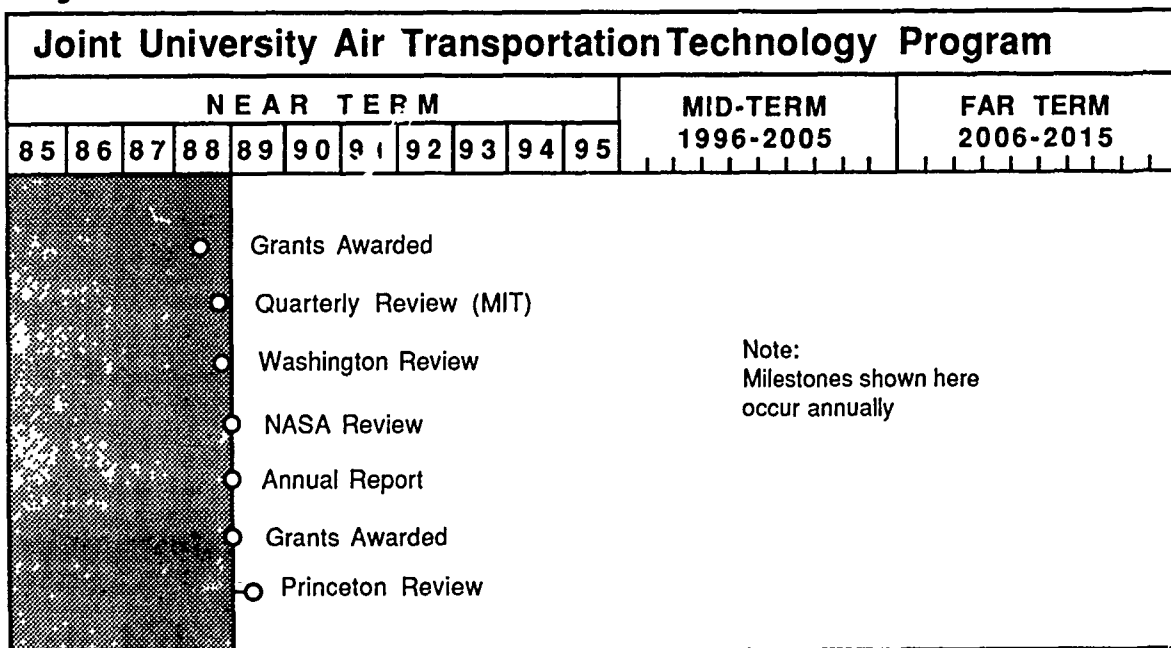 Joint University Air Transportation Technology Program
NEAR TERM
MID-TERM
1996-2005
FAR TERM
2006-2015
85 86 87 88 89 90 92 93 94 95
Grants Awarded
Quarterly Review (MIT)
Washington Review
Note:
Milestones shown here
occur annually
NASA Review
Annual Report
Grants Awarded
Princeton Review